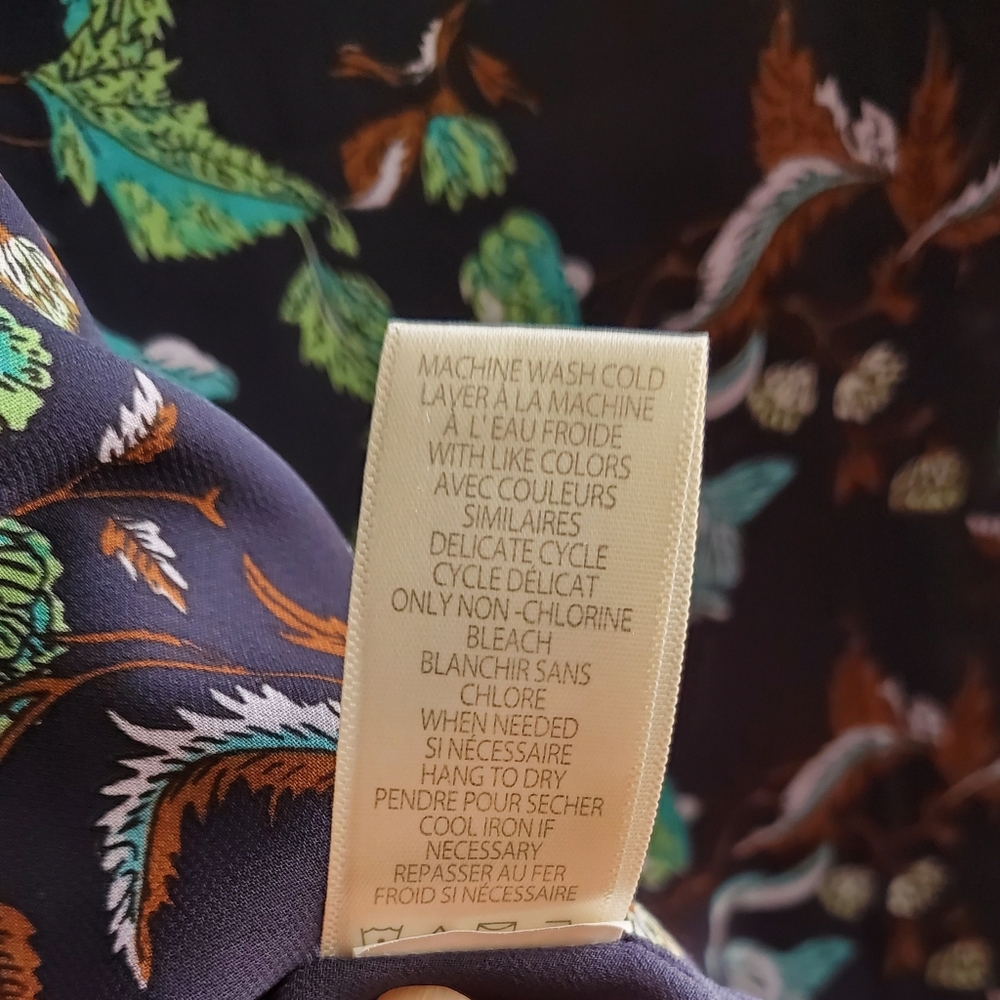 MACHINE WASH COLD
LAVER À LA MACHINE
À L'EAU FROIDE
WITH LIKE COLORS
AVEC COULEURS
SIMILAIRES
DELICATE CYCLE
CYCLE DÉLICAT
ONLY NON-CHLORINE
BLEACH
BLANCHIR SANS
CHLORE
WHEN NEEDED
SI NÉCESSAIRE
HANG TO DRY
PENDRE POUR SECHER
COOL IRON IF
NECESSARY
REPASSER AU FER
FROID SI NÉCESSAIRE